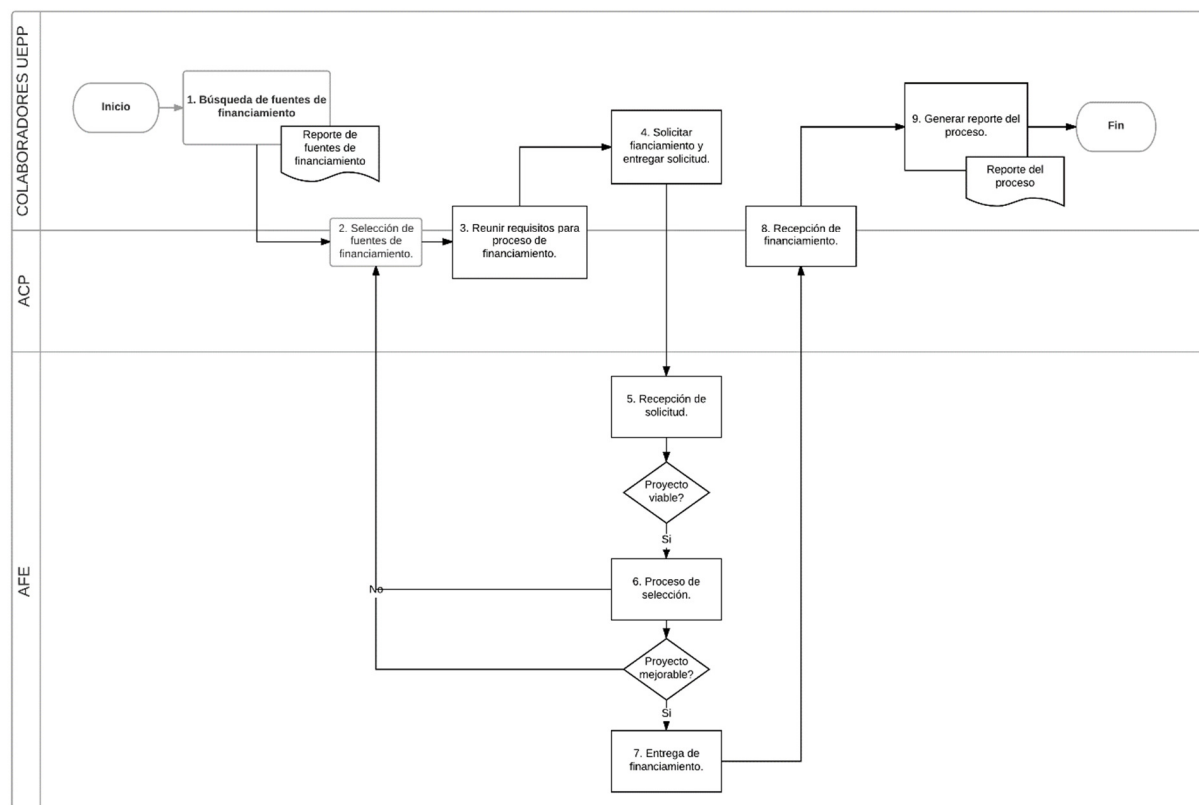 COLABORADORES UEPP
Inicio
1. Búsqueda de fuentes de
financiamiento
Reporte de
fuentes de
financiamiento
4. Solicitar
fianciamiento y
entregar solicitud.
9. Generar reporte del
proceso.
Reporte del
proceso
Fin
ACP
2. Selección de
fuentes de
financiamiento.
3. Reunir requisitos para
proceso de
financiamiento.
8. Recepción de
financiamiento.
AFE
5. Recepción de
solicitud.
Proyecto
viable?
Si
6. Proceso de
selección.
No
Proyecto
mejorable?
Si
7. Entrega de
financiamiento.